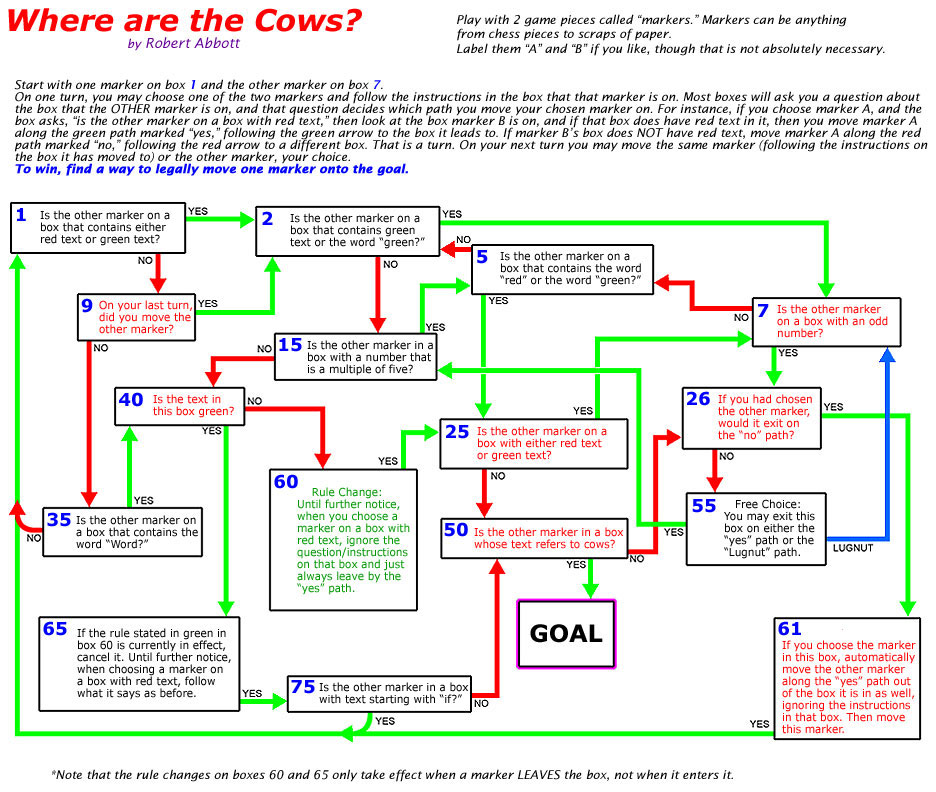 Where are the Cows?
by Robert Abbott
Play with 2 game pieces called “markers.” Markers can be anything
from chess pieces to scraps of paper.
Label them “A” and “B” if you like, though that is not absolutely necessary.
Start with one marker on box 1 and the other marker on box 7.
On one turn, you may choose one of the two markers and follow the instructions in the box that that marker is on. Most boxes will ask you a question about
the box that the OTHER marker is on, and that question decides which path you move your chosen marker on. For instance, if you choose marker A, and the
box asks, “is the other marker on a box with red text,” then look at the box marker B is on, and if that box does have red text in it, then you move marker A
along the green path marked “yes,” following the green arrow to the box it leads to. If marker B’s box does NOT have red text, move marker A along the red
path marked “no,” following the red arrow to a different box. That is a turn. On your next turn you may move the same marker (following the instructions on
the box it has moved to) or the other marker, your choice.
To win, find a way to legally move one marker onto the goal.
1
Is the other marker on a
box that contains either
red text or green text?
YES
NO
2
Is the other marker on a
box that contains green
text or the word “green?”
YES
NO
NO
5
Is the other marker on a
box that contains the word
“red” or the word “green?”
YES
9
On your last turn,
did you move the
other marker?
YES
NO
7
Is the other marker
on a box with an odd
number?
NO
YES
15
Is the other marker in a
box with a number that
is a multiple of five?
YES
NO
40
Is the text in
this box green?
NO
YES
26
If you had chosen
the other marker,
would it exit on
the “no” path?
YES
NO
25
Is the other marker on a
box with either red text
or green text?
YES
NO
60
Rule Change:
Until further notice,
when you choose a
marker on a box with
red text, ignore the
question/instructions
on that box and just
always leave by the
“yes” path.
YES
35
Is the other marker on
a box that contains the
word “Word?”
YES
NO
50
Is the other marker in a box
whose text refers to cows?
YES
NO
55
Free Choice:
You may exit this
box on either the
“yes” path or the
“Lugnut” path.
YES
LUGNUT
GOAL
65
If the rule stated in green in
box 60 is currently in effect,
cancel it. Until further notice,
when choosing a marker on
a box with red text, follow
what it says as before.
YES
75
Is the other marker in a box
with text starting with “if?”
NO
YES
61
If you choose the marker
in this box, automatically
move the other marker
along the “yes” path out
of the box it is in as well,
ignoring the instructions
in that box. Then move
this marker.
YES
*Note that the rule changes on boxes 60 and 65 only take effect when a marker LEAVES the box, not when it enters it.